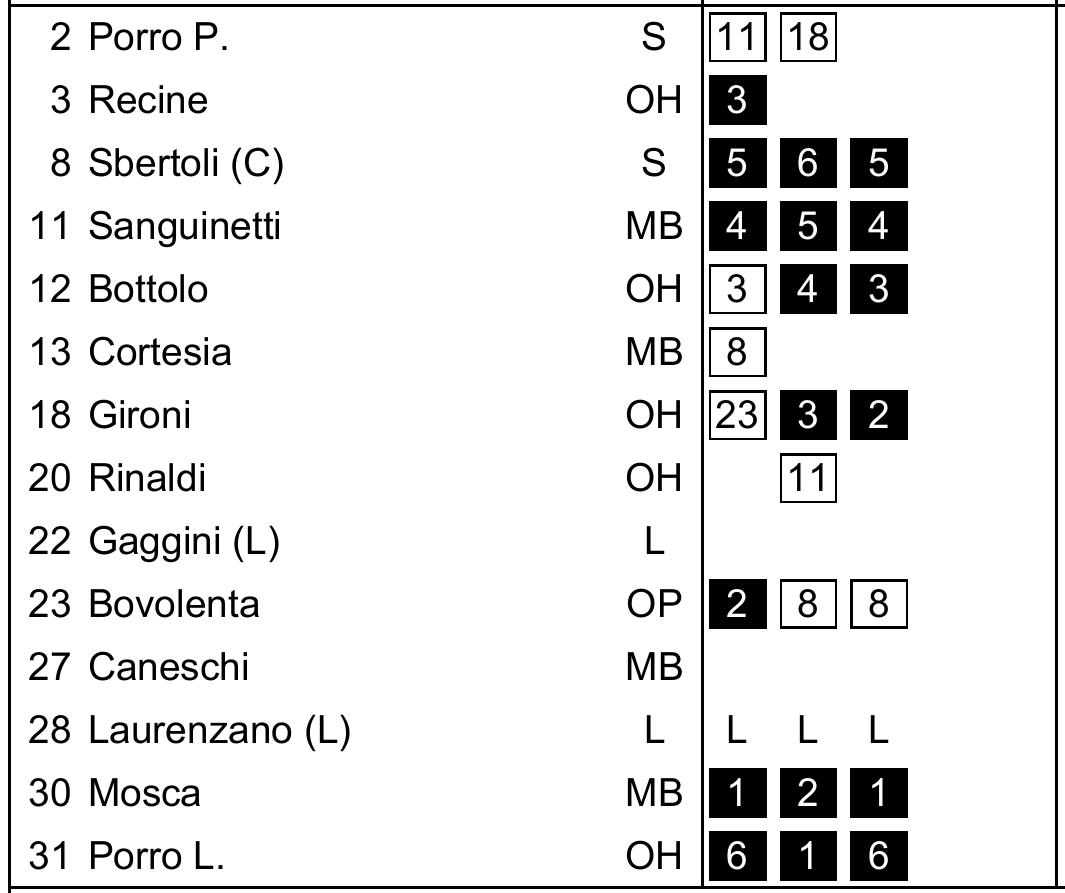 2 Porro P. S 11 18
3 Recine OH 3
8 Sbertoli (C) S 5 6 5
11 Sanguinetti MB 4 5 4
12 Bottolo OH 3 4 3
13 Cortesia MB 8
18 Gironi OH 23 3 2
20 Rinaldi OH 11
22 Gaggini (L) L
23 Bovolenta OP 2 8 8
27 Caneschi MB
28 Laurenzano (L) L L L L
30 Mosca MB 1 2 1
31 Porro L. OH 6 1 6